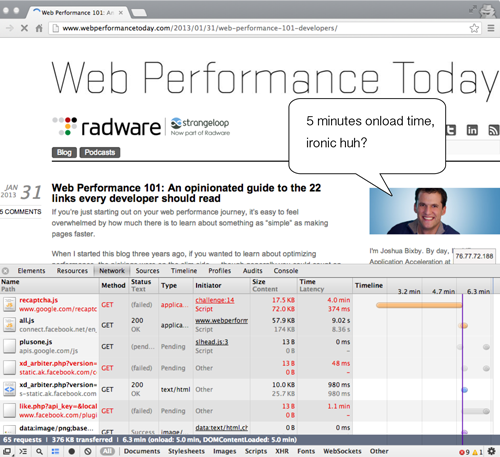 Web Performance 101: An
www.webperformancetoday.com/2013/01/31/web-performance-101-developers/
Web Performance Today
radware
strangeloop
Now part of Radware
5 minutes onload time,
ironic huh?
Blog Podcasts
JAN
2013
31
5 COMMENTS
Web Performance 101: An opinionated guide to the 22
links every developer should read
If you're just starting out on your web performance journey, it's easy to feel
overwhelmed by how much there is to learn about something as "simple" as making
pages faster.
When I started this blog three years ago, if you wanted to learn about optimizing
I'm Joshua Bixby. By day,
Application Acceleration at
76.77.72.188
Elements Resources Network Sources Timeline Profiles Audits Console
Name Method Status Type Initiator Size Time Timeline
Path Text Content Latency
3.2 min 4.7 min 6.3 min
recaptcha.js GET (failed) applica... challenge:14 17.5 KB 4.0 min
www.google.com/recaptc Script 72.0 KB 374 ms
all.js GET 200 applica... www.webperform 57.9 KB 9.02 s
connect.facebook.net/en_ OK Script 174 KB 8.36 s
plusone.js GET (pend... Pending slhead.js:3 13 B
apis.google.com/js Script 0 B
xd_arbiter.php?version= GET (failed) Pending Other 13 B 48 ms
static.ak.facebook.com/c 0 B
xd_arbiter.php?version= GET 200 text/html Other 10.0 KB 980 ms
s-static.ak.facebook.com OK 25.7 KB 980 ms
like.php?api_key=&local GET (failed) Pending Other 13 B 1.1 min
www.facebook.com/plugi 0 B
data:image/png;base... GET Success image/ data:text/html,c
65 requests | 376 KB transferred | 6.3 min (onload: 5.0 min, DOMContentLoaded: 5.0 min)
All Documents Stylesheets Images Scripts XHR Fonts WebSockets Other 9 1